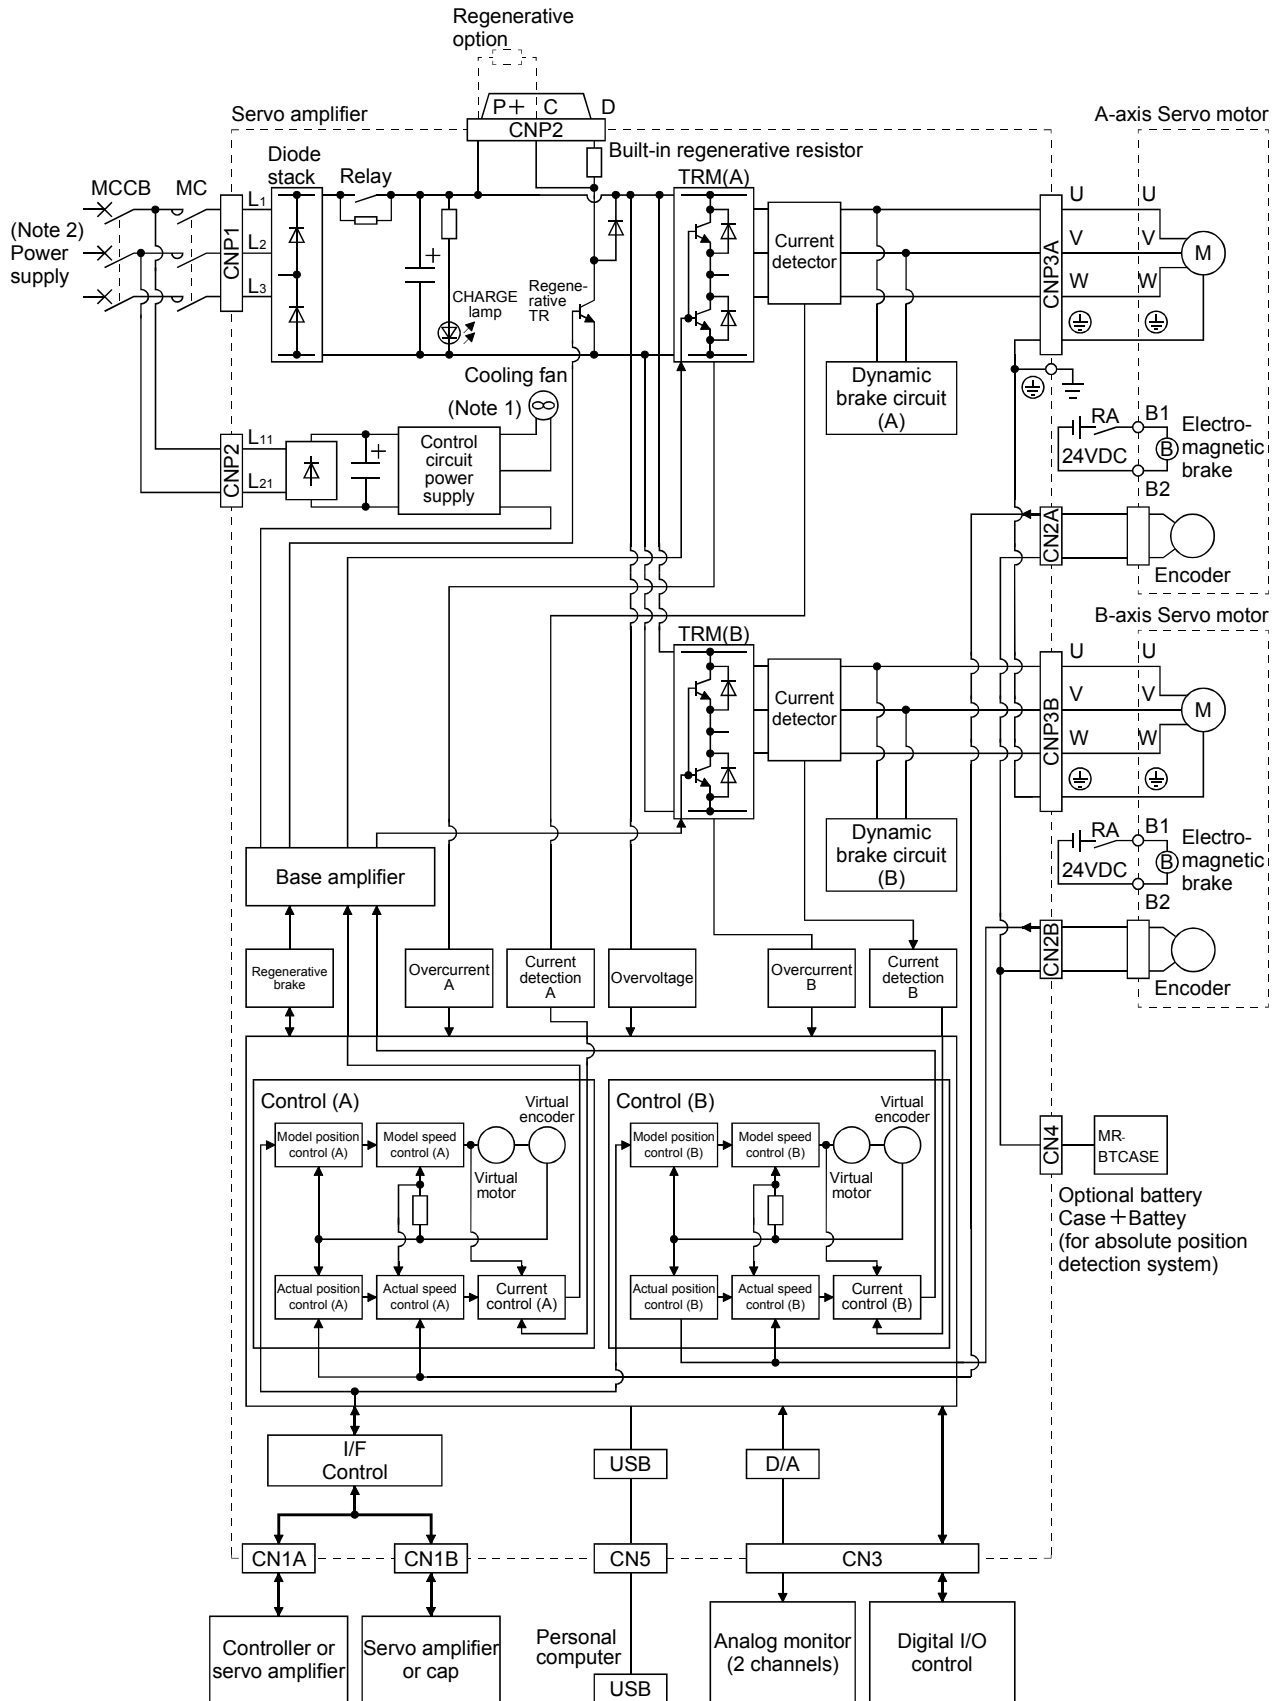 Regenerative
option
P+ C D
CNP2
Servo amplifier
A-axis Servo motor
Built-in regenerative resistor
Diode
stack
Relay
TRM(A)
MCCB MC
(Note 2)
Power
supply
CNP1
L1
L2
L3
CHARGE
lamp
Regene-
rative
TR
Current
detector
CNP3A
U U
V V
W W
M
Dynamic
brake circuit
(A)
Cooling fan
(Note 1)
RA
24VDC
B1
B
B2
Electro-
magnetic
brake
CNP2
L11
L21
+
+
Control
circuit
power
supply
CN2A
Encoder
B-axis Servo motor
TRM(B)
Current
detector
CNP3B
U U
V V
W W
M
Dynamic
brake circuit
(B)
RA
24VDC
B1
B
B2
Electro-
magnetic
brake
CN2B
Encoder
Base amplifier
Regenerative
brake
Overcurrent
A
Current
detection
A
Overvoltage
Overcurrent
B
Current
detection
B
Control (A)
Virtual
encoder
Model position
control (A)
Model speed
control (A)
Virtual
motor
Actual position
control (A)
Actual speed
control (A)
Current
control (A)
Control (B)
Virtual
encoder
Model position
control (B)
Model speed
control (B)
Virtual
motor
Actual position
control (B)
Actual speed
control (B)
Current
control (B)
CN4
MR-
BTCASE
Optional battery
Case＋Battey
(for absolute position
detection system)
I/F
Control
USB
D/A
CN1A
CN1B
CN5
CN3
Controller or
servo amplifier
Servo amplifier
or cap
Personal
computer
USB
Analog monitor
(2 channels)
Digital I/O
control